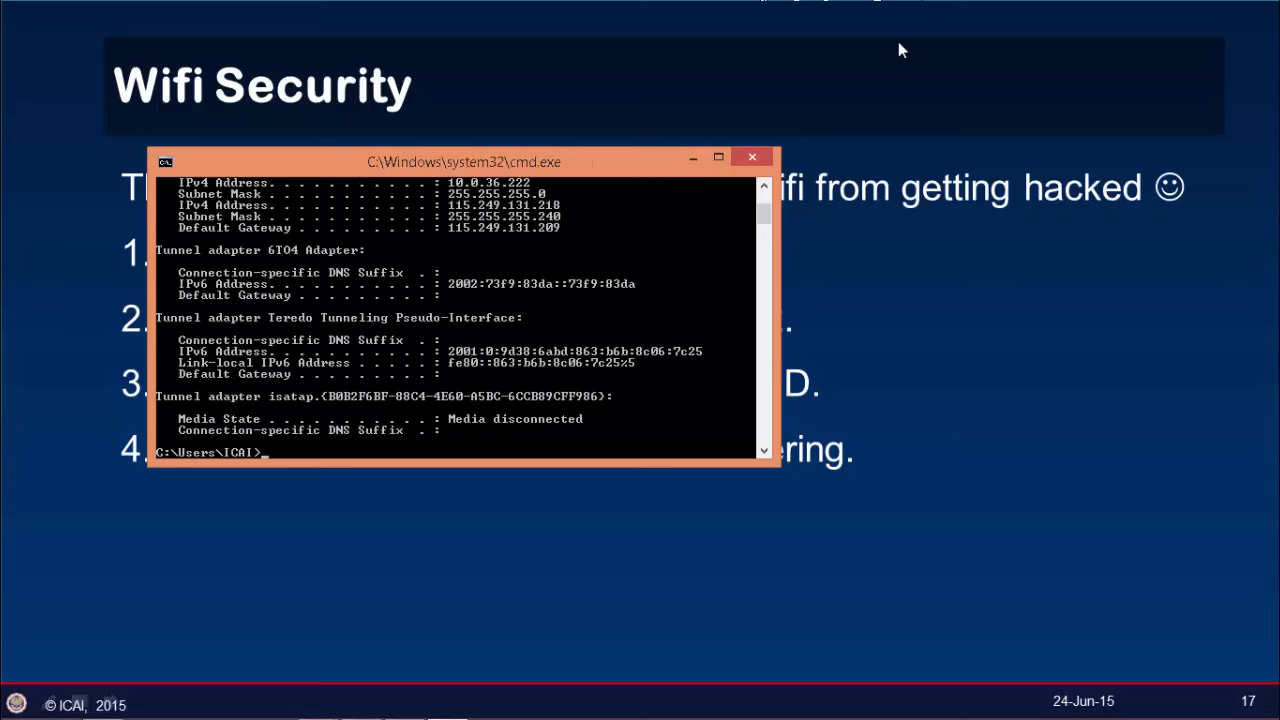 Wifi Security
C:\Windows\system32\cmd.exe
ifi from getting hacked ☺
IPv4 Address. . . . . . . . . . . : 10.0.36.222
Subnet Mask . . . . . . . . . . . : 255.255.255.0
IPv4 Address. . . . . . . . . . . : 115.249.131.218
Subnet Mask . . . . . . . . . . . : 255.255.255.240
Default Gateway . . . . . . . . . : 115.249.131.209
Tunnel adapter 6TO4 Adapter:
1.
Connection-specific DNS Suffix  . :
IPv6 Address. . . . . . . . . . . : 2002:73f9:83da::73f9:83da
Default Gateway . . . . . . . . . :
Tunnel adapter Teredo Tunneling Pseudo-Interface:
2.
Connection-specific DNS Suffix  . :
IPv6 Address. . . . . . . . . . . : 2001:0:9d38:6abd:863:b6b:8c06:7c25
Link-local IPv6 Address . . . . . : fe80::863:b6b:8c06:7c25%5
Default Gateway . . . . . . . . . :
3. D.
Tunnel adapter isatap.{B0B2F6BF-88C4-4E60-A5BC-6CCB89CFF986}:
Media State . . . . . . . . . . . : Media disconnected
Connection-specific DNS Suffix  . :
4. ering.
C:\Users\ICAI>_
© ICAI, 2015
24-Jun-15
17